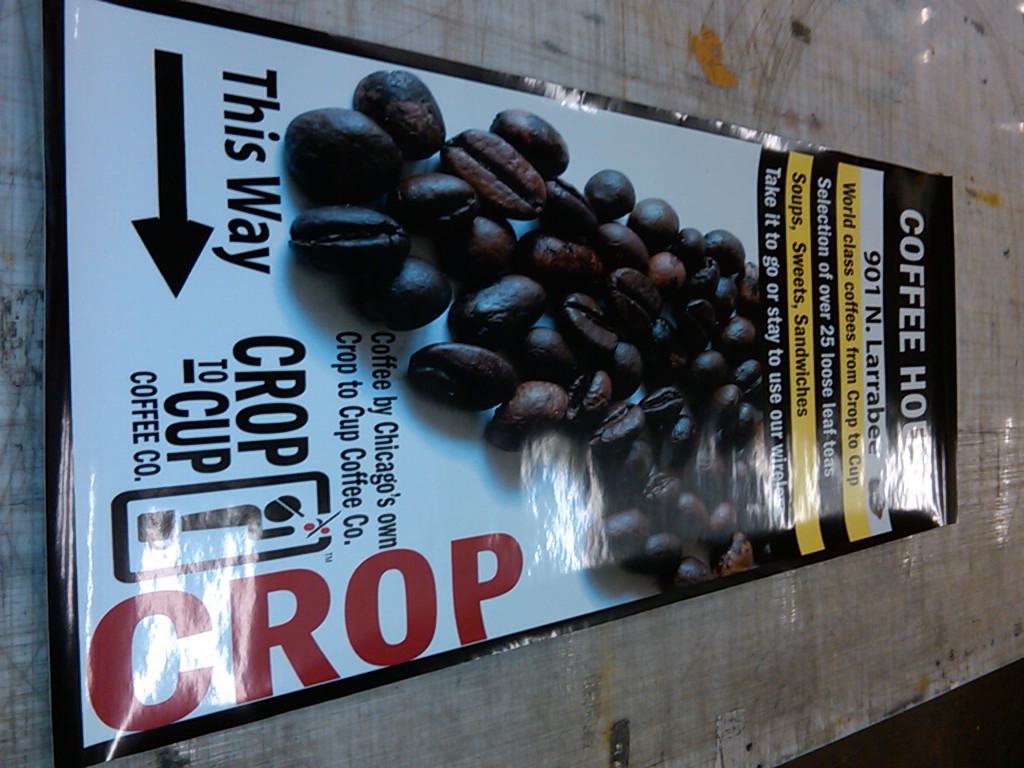 COFFEE
901 N. Larrabee
World class coffees from Crop to Cup
Selection of over 25 loose leaf teas
Soups, Sweets, Sandwiches
Take it to go or stay to use our
Coffee by Chicago's own
Crop to Cup Coffee Co.
This Way
CROP
TO CUP
COFFEE CO.
TM
CROP